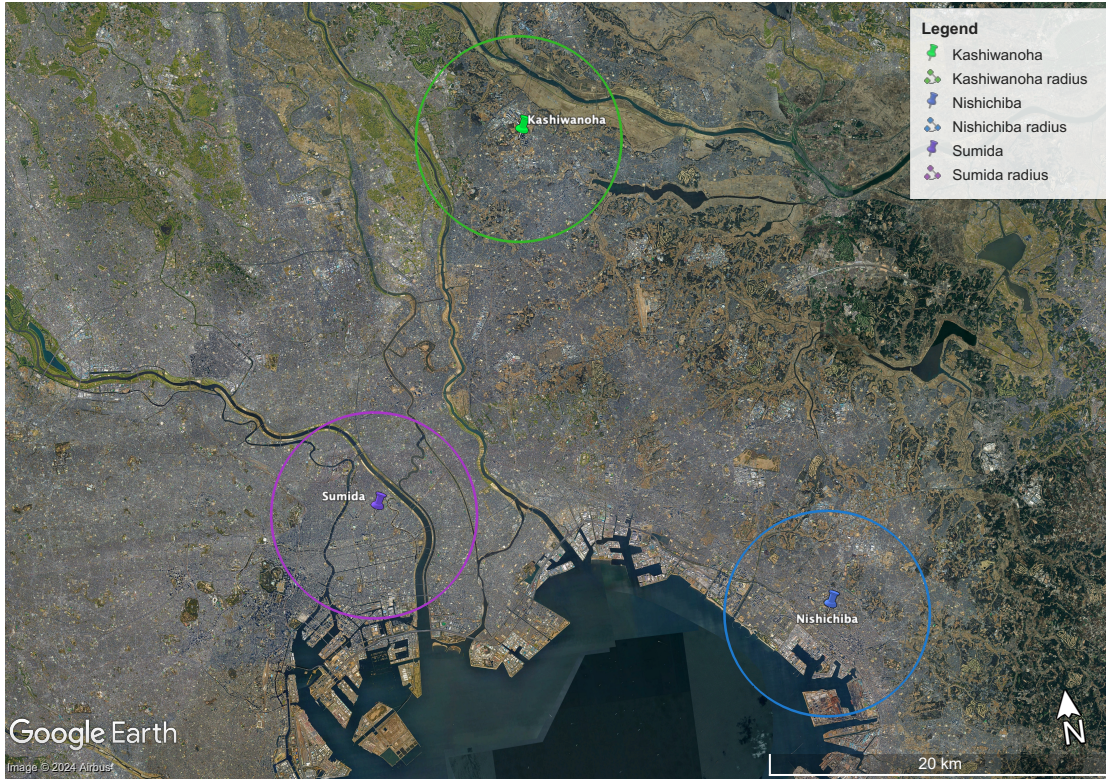 Legend
Kashiwanoha
Kashiwanoha radius
Nishichiba
Nishichiba radius
Sumida
Sumida radius
Kashiwanoha
Sumida
Nishichiba
N
Google Earth
20 km
Image © 2024 Airbus